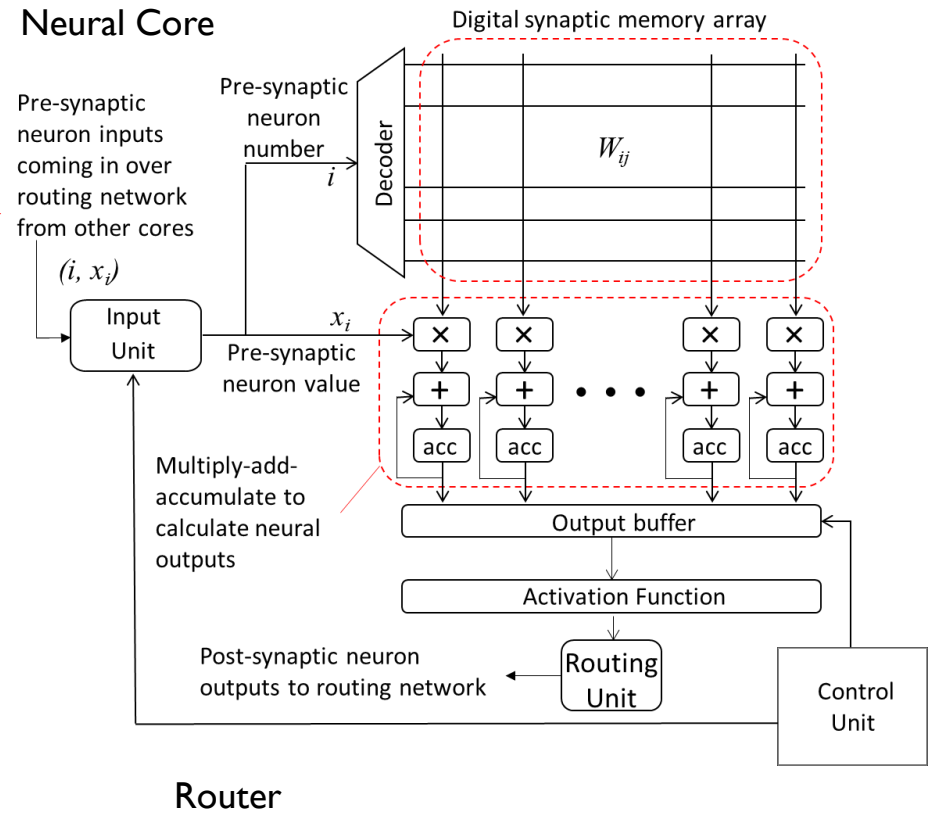 Neural Core
Digital synaptic memory array
Pre-synaptic
neuron inputs
coming in over
routing network
from other cores
(i, xᵢ)
Pre-synaptic
neuron
number
i
Decoder
Wᵢⱼ
Input
Unit
xᵢ
Pre-synaptic
neuron value
× × × ×
+ + • • • + +
acc acc acc acc
Multiply-add-
accumulate to
calculate neural
outputs
Output buffer
Activation Function
Routing
Unit
Post-synaptic neuron
outputs to routing network
Control
Unit
Router